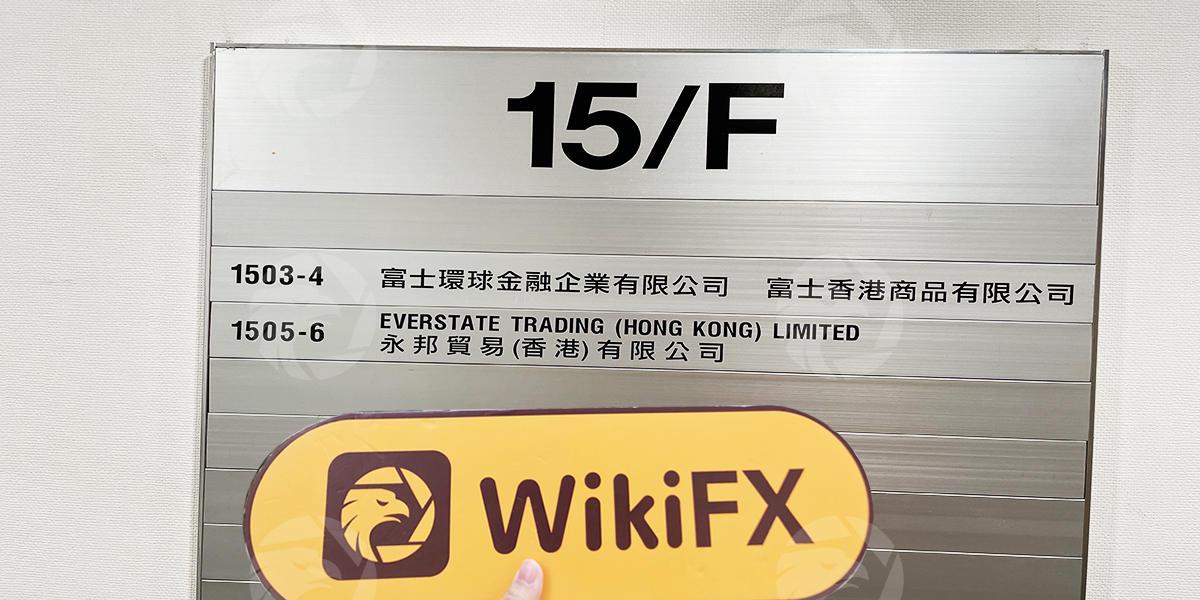 15/F
1503-4 富士環球金融企業有限公司 富士香港商品有限公司
1505-6 EVERSTATE TRADING (HONG KONG) LIMITED
永邦貿易(香港)有限公司
WikiFX